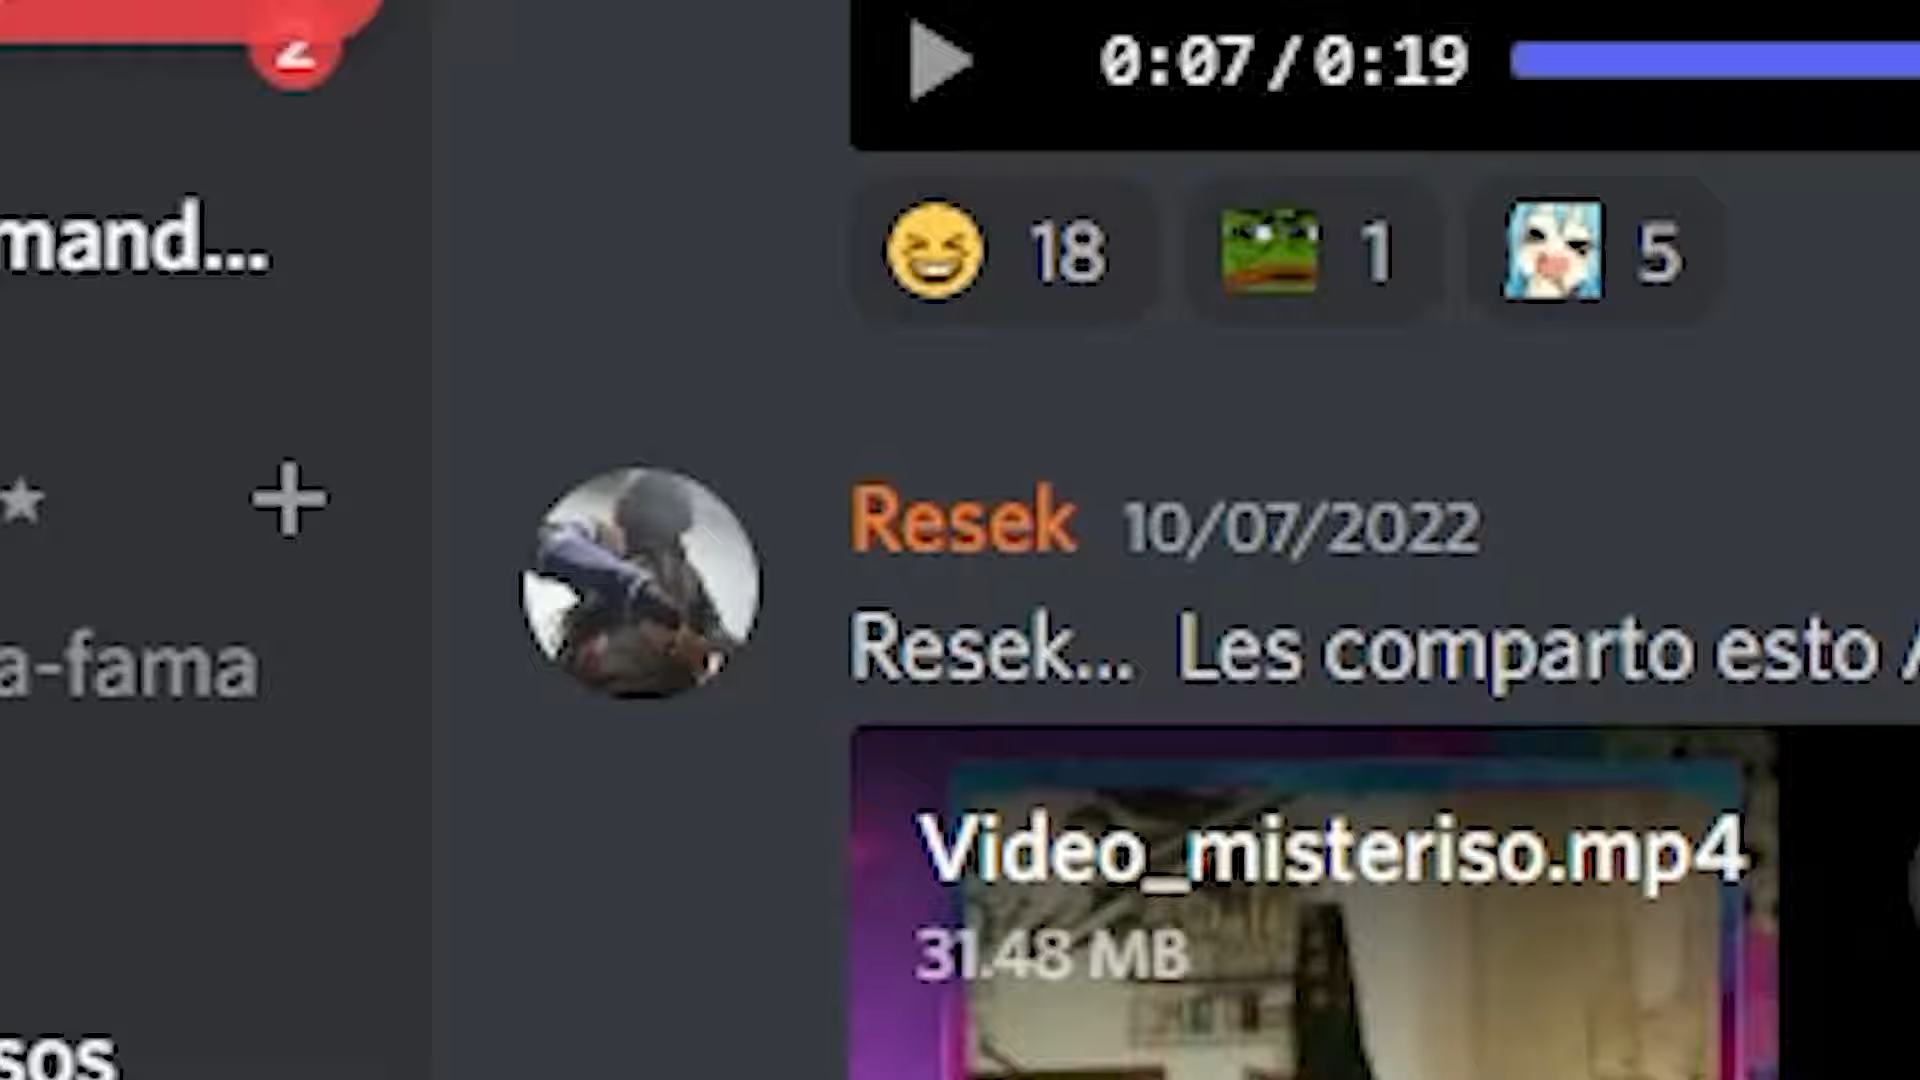 2
0:07/0:19
mand...
18 1 5
Resek 10/07/2022
Resek... Les comparto esto
a-fama
Video_misteriso.mp4
31.48 MB
sos